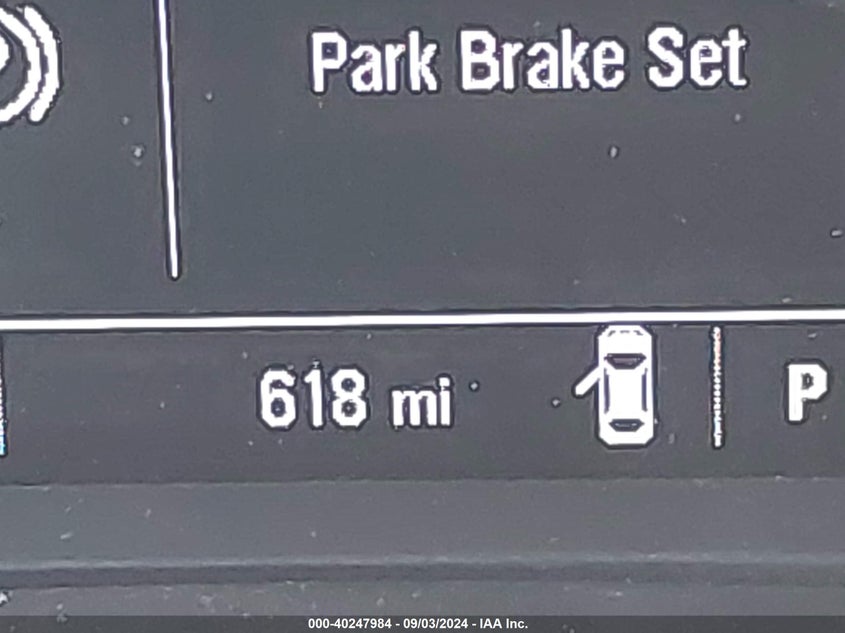 Park Brake Set
618 mi
P
000-40247984 - 09/03/2024 - IAA Inc.